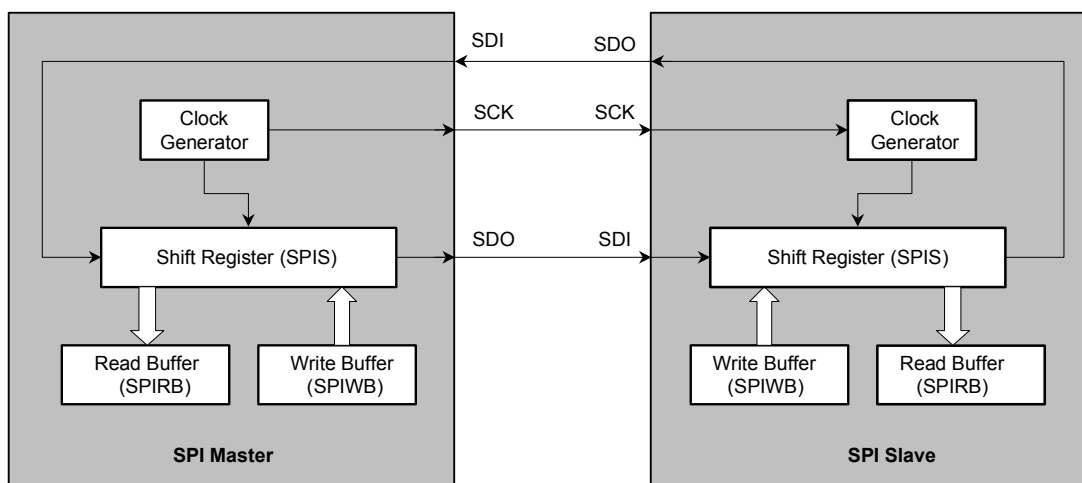 SDI
SDO
Clock
Generator
SCK
SCK
Clock
Generator
Shift Register (SPIS)
SDO
SDI
Shift Register (SPIS)
Read Buffer
(SPIRB)
Write Buffer
(SPIWB)
Write Buffer
(SPIWB)
Read Buffer
(SPIRB)
SPI Master
SPI Slave